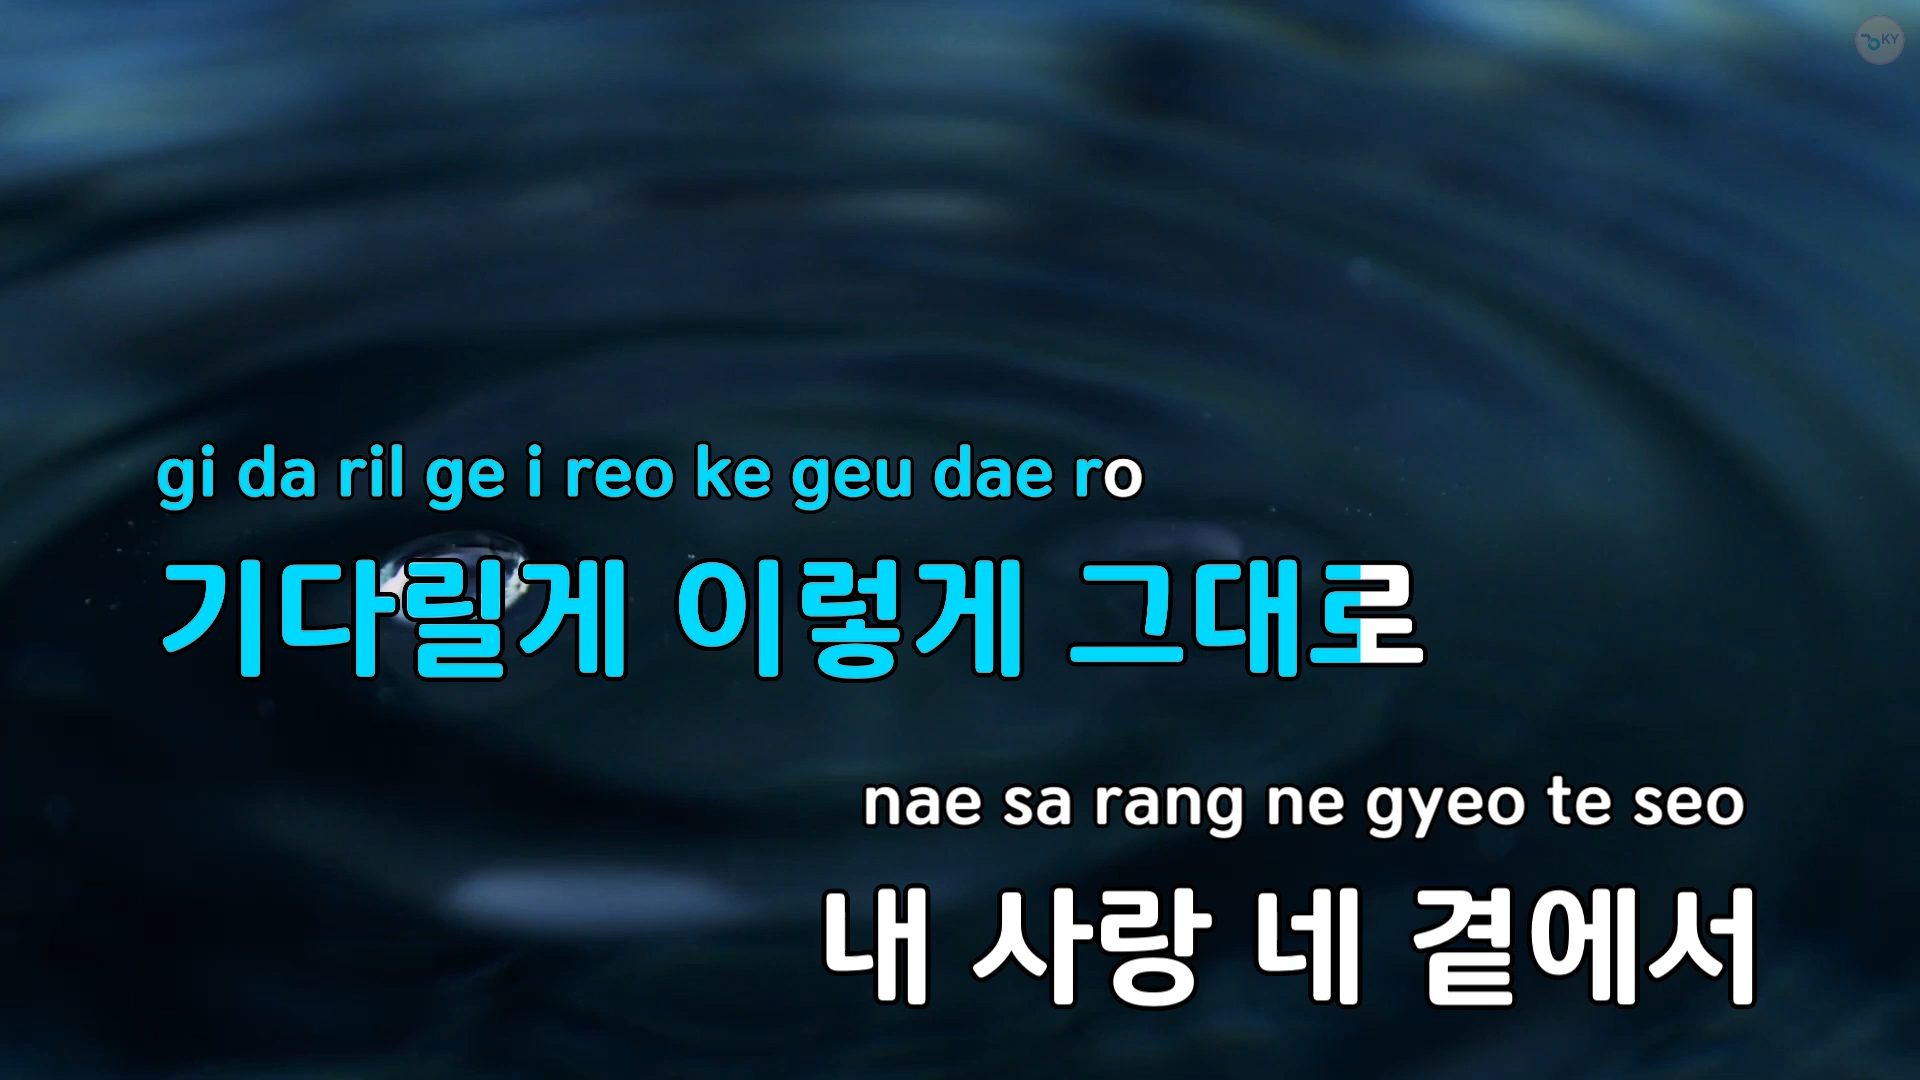 KY
gi da ril ge i reo ke geu dae ro
기다릴게 이렇게 그대로
nae sa rang ne gyeo te seo
내 사랑 네 곁에서